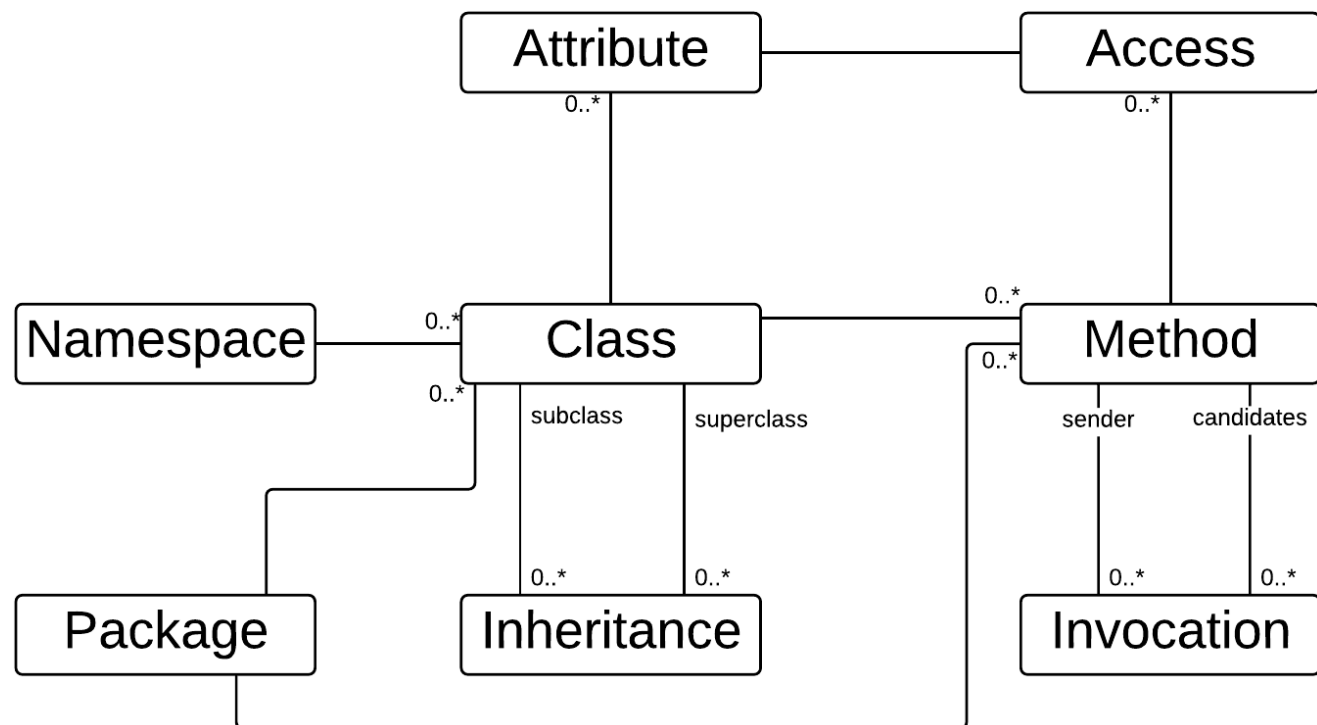 Attribute
Access
0..*
0..*
0..*
0..*
Namespace
Class
Method
0..*
0..*
subclass
superclass
sender
candidates
0..*
0..*
0..*
0..*
Package
Inheritance
Invocation